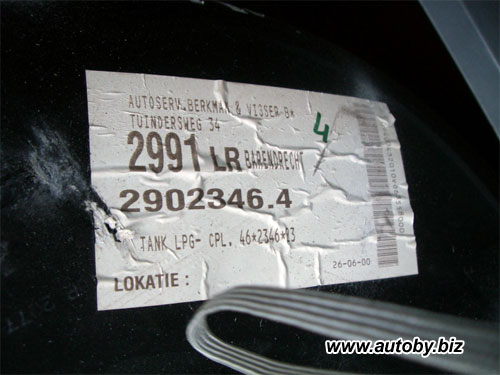 AUTOSERV.BERKMAN & VISSER B*
TUINDERSWEG 34
2991 LR BARENDRECHT
4
2902346.4
TANK LPG- CPL. 46*2346*23
26-06-00
LOKATIE :
www.autoby.biz